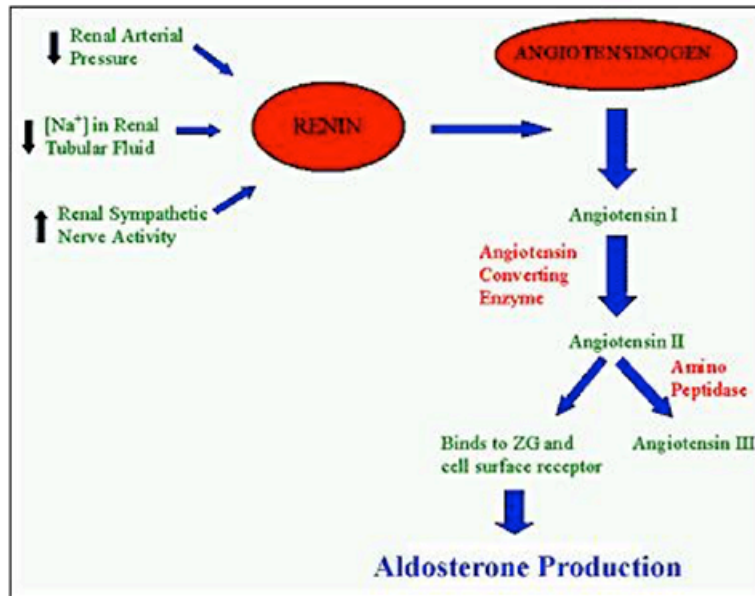 Renal Arterial
Pressure
[Na+] in Renal
Tubular Fluid
Renal Sympathetic
Nerve Activity
RENIN
ANGIOTENSINOGEN
Angiotensin I
Angiotensin
Converting
Enzyme
Angiotensin II
Amino
Peptidase
Binds to ZG and
cell surface receptor
Angiotensin III
Aldosterone Production